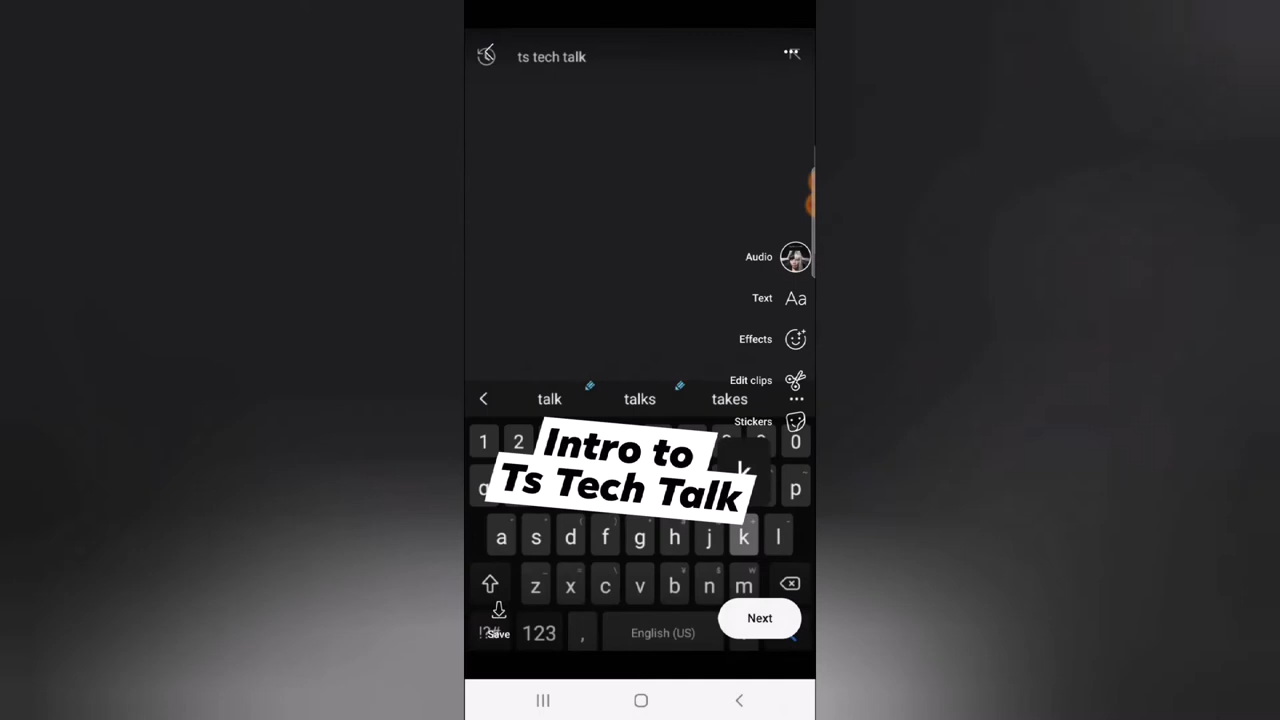 ts tech talk
Audio
Text Aa
Effects
Edit clips
talk talks takes
Stickers
1 2 0
Intro to
Ts Tech Talk
k
p
a s d f g h j k l
z x c v b n m
Next
Save
123 , English (US)